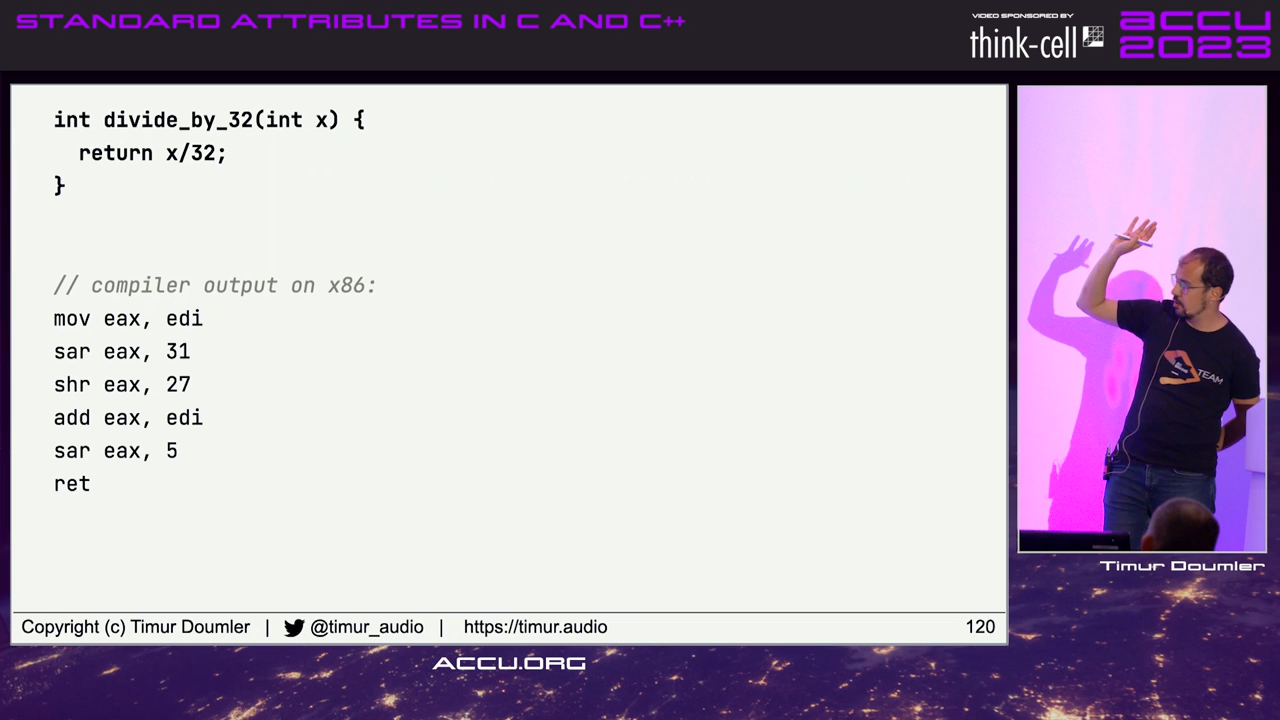 STANDARD ATTRIBUTES IN C AND C++
VIDEO SPONSORED BY
think-cell
accu
2023
int divide_by_32(int x) {
return x/32;
}
// compiler output on x86:
mov eax, edi
sar eax, 31
shr eax, 27
add eax, edi
sar eax, 5
ret
TEAM
Timur Doumler
Copyright (c) Timur Doumler | @timur_audio | https://timur.audio
120
ACCU.ORG